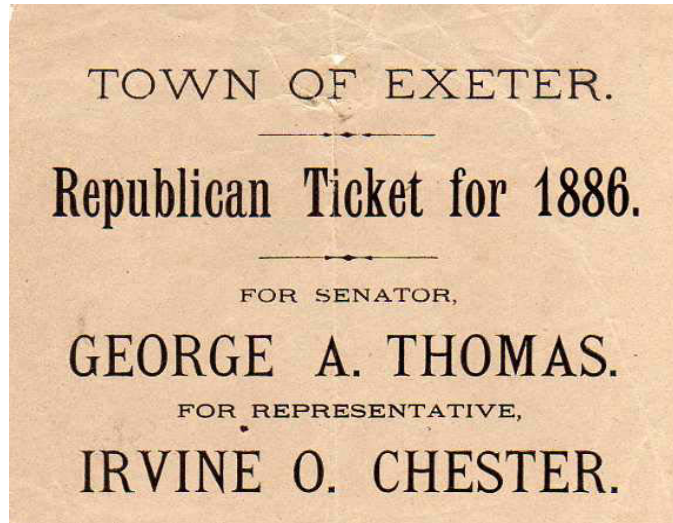 TOWN OF EXETER.
Republican Ticket for 1886.
FOR SENATOR,
GEORGE A. THOMAS.
FOR REPRESENTATIVE,
IRVINE O. CHESTER.